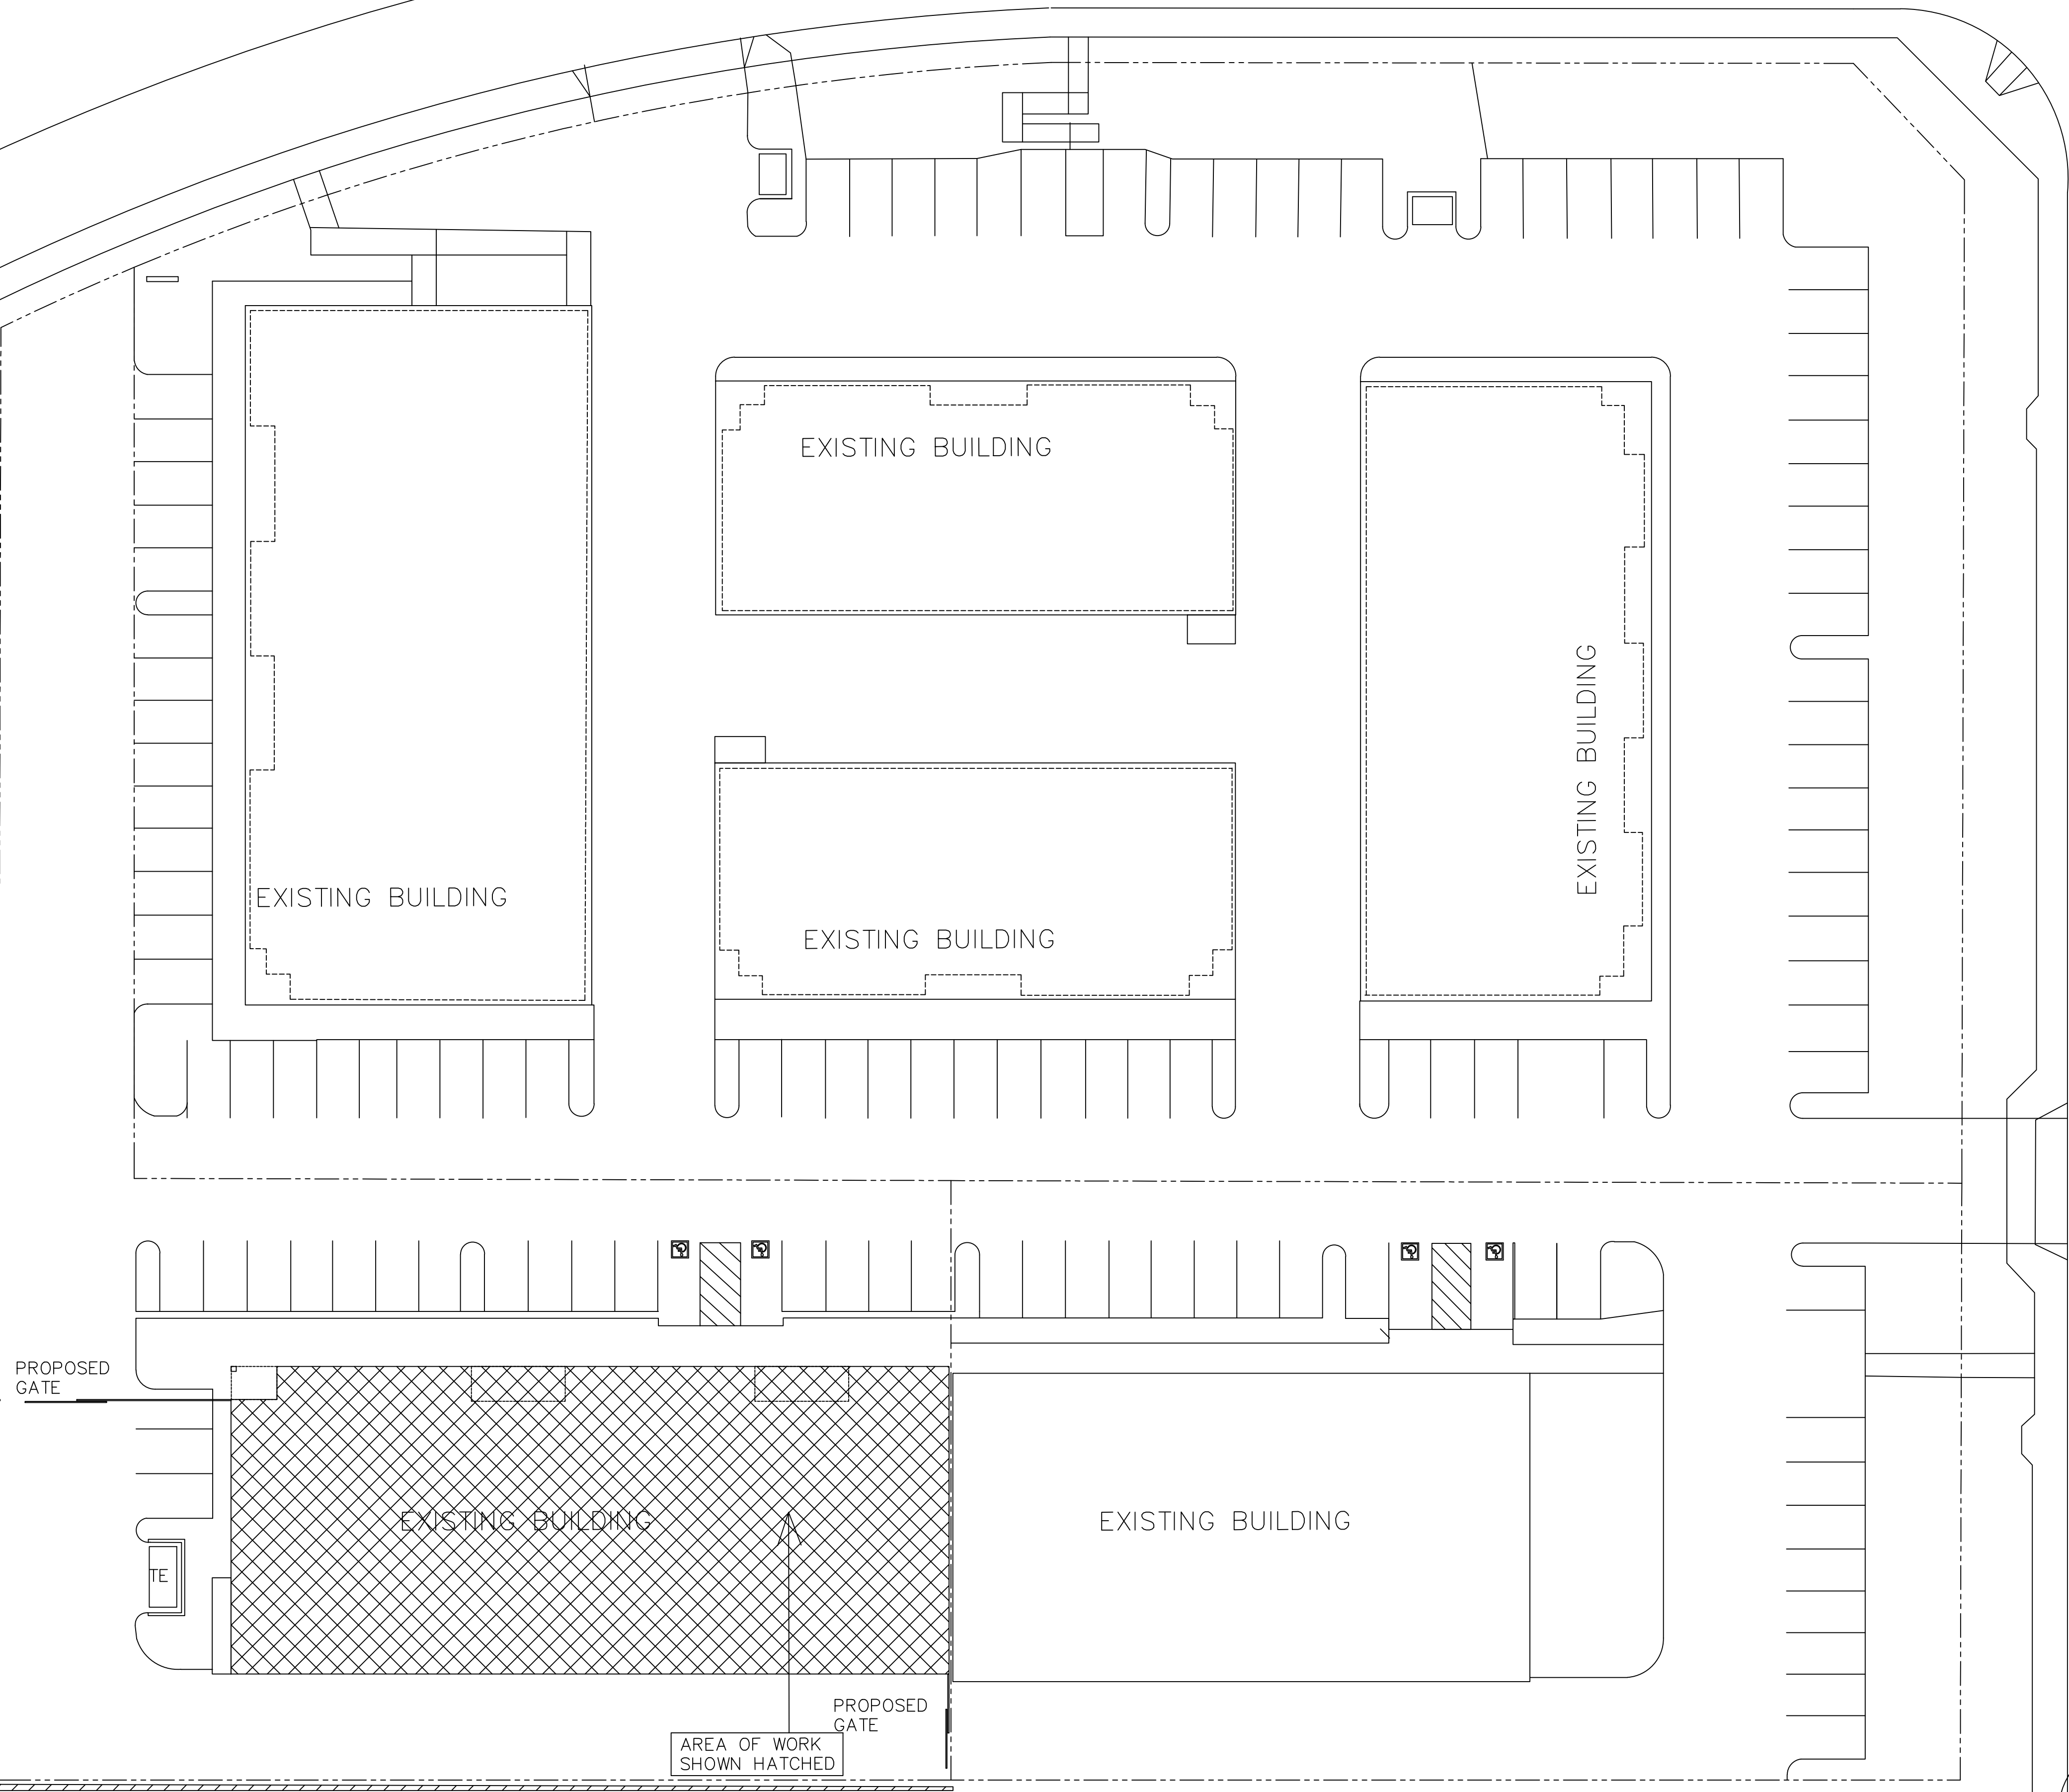 EXISTING BUILDING
EXISTING BUILDING
EXISTING BUILDING
EXISTING BUILDING
PROPOSED
GATE
EXISTING BUILDING
EXISTING BUILDING
TE
PROPOSED
GATE
AREA OF WORK
SHOWN HATCHED